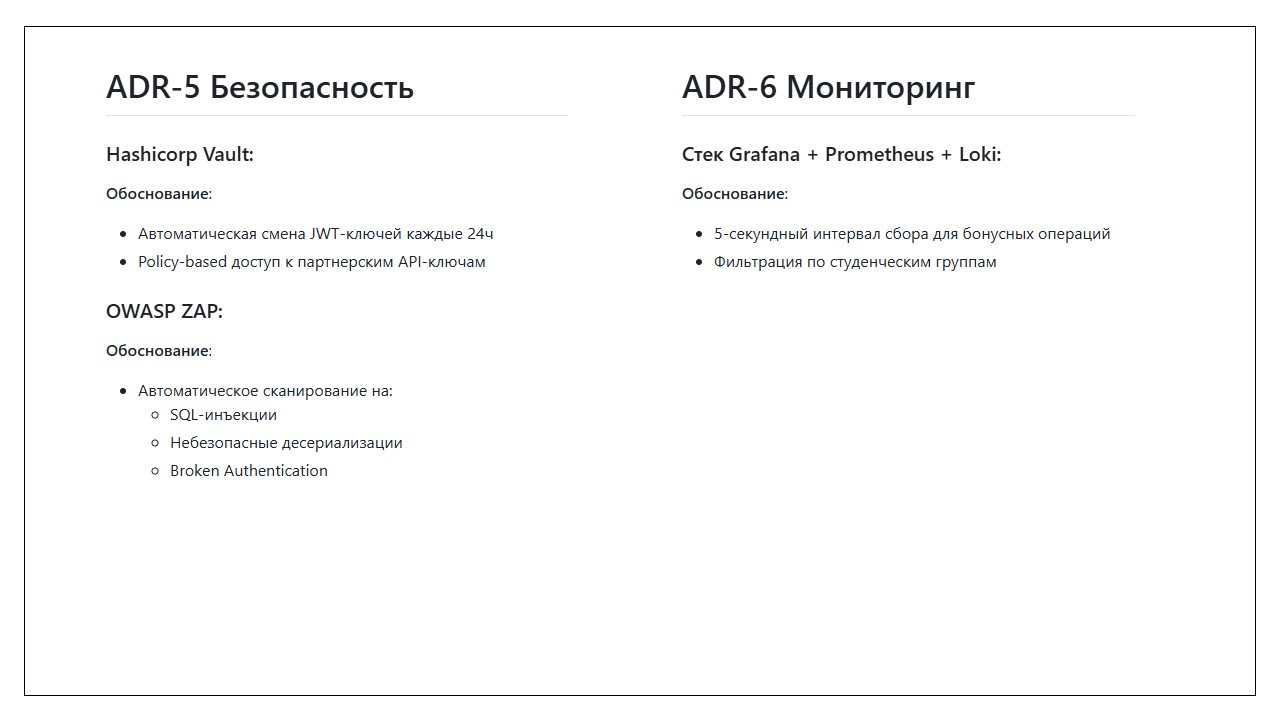 ADR-5 Безопасность
Hashicorp Vault:
Обоснование:
Автоматическая смена JWT-ключей каждые 24ч
Policy-based доступ к партнерским API-ключам
OWASP ZAP:
Обоснование:
Автоматическое сканирование на:
SQL-инъекции
Небезопасные десериализации
Broken Authentication
ADR-6 Мониторинг
Стек Grafana + Prometheus + Loki:
Обоснование:
5-секундный интервал сбора для бонусных операций
Фильтрация по студенческим группам